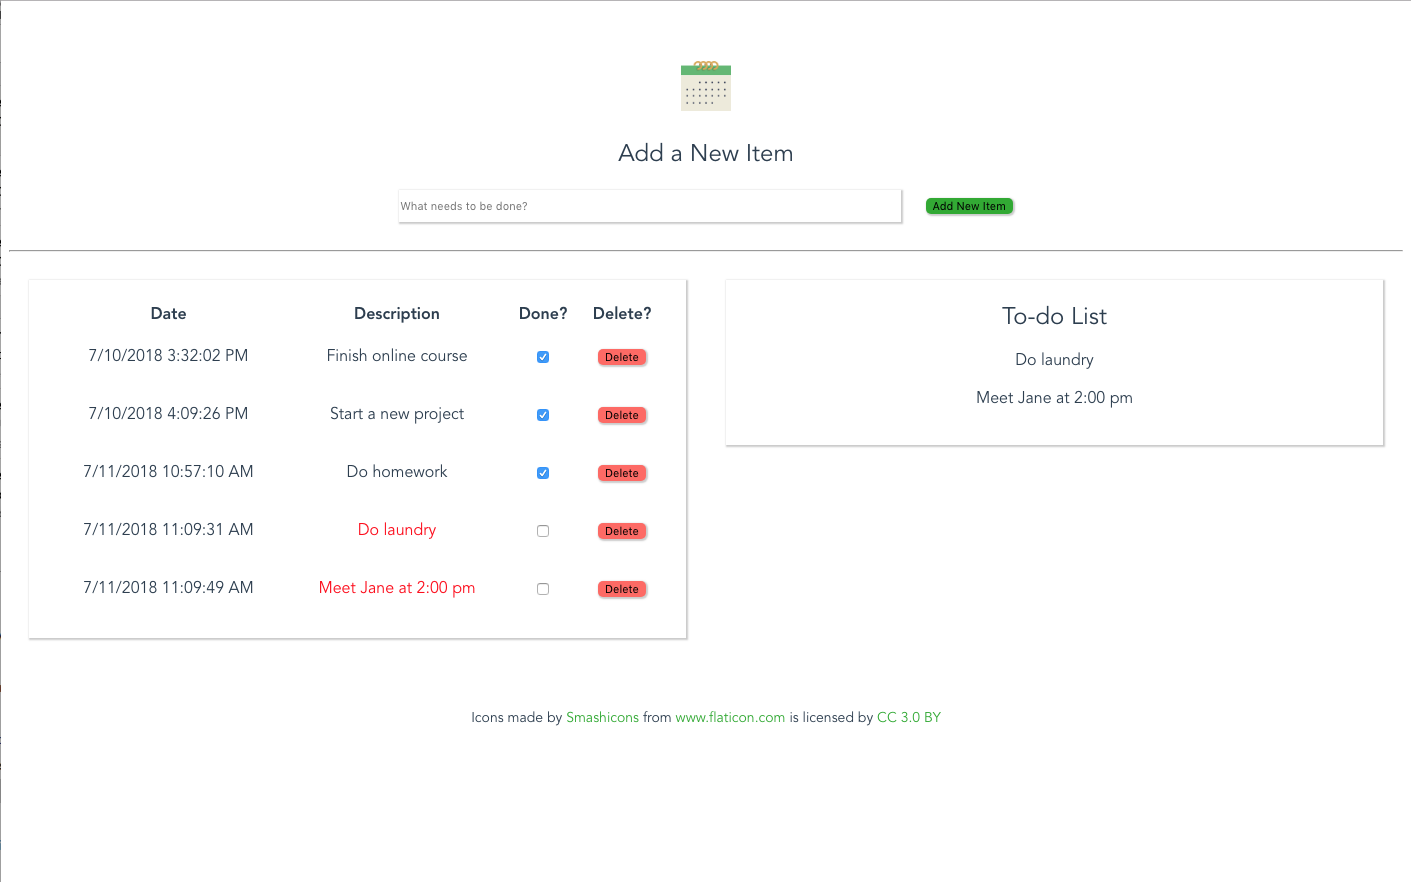 Add a New Item
What needs to be done?
Add New Item
Date Description Done? Delete?
7/10/2018 3:32:02 PM Finish online course Delete
7/10/2018 4:09:26 PM Start a new project Delete
7/11/2018 10:57:10 AM Do homework Delete
7/11/2018 11:09:31 AM Do laundry Delete
7/11/2018 11:09:49 AM Meet Jane at 2:00 pm Delete
To-do List
Do laundry
Meet Jane at 2:00 pm
Icons made by Smashicons from www.flaticon.com is licensed by CC 3.0 BY